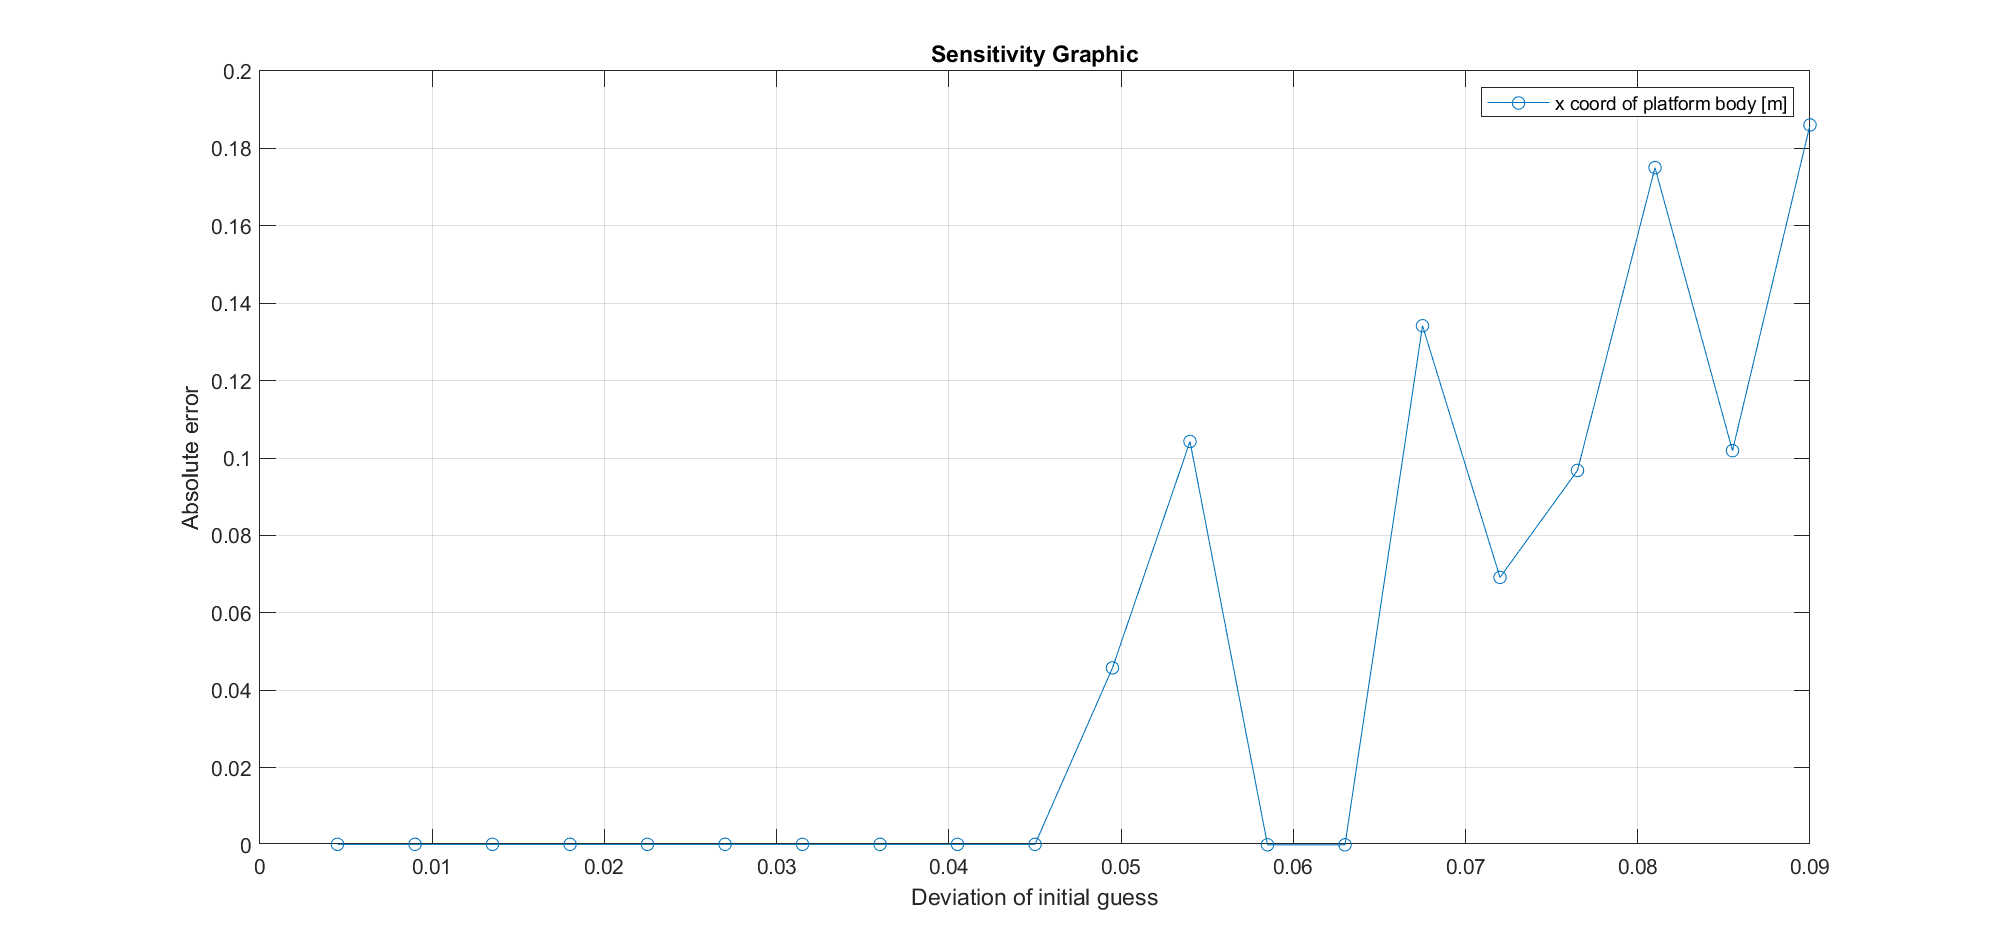 Sensitivity Graphic
x coord of platform body [m]
0.2
0.18
0.16
0.14
0.12
0.1
0.08
0.06
0.04
0.02
0
Absolute error
0 0.01 0.02 0.03 0.04 0.05 0.06 0.07 0.08 0.09
Deviation of initial guess